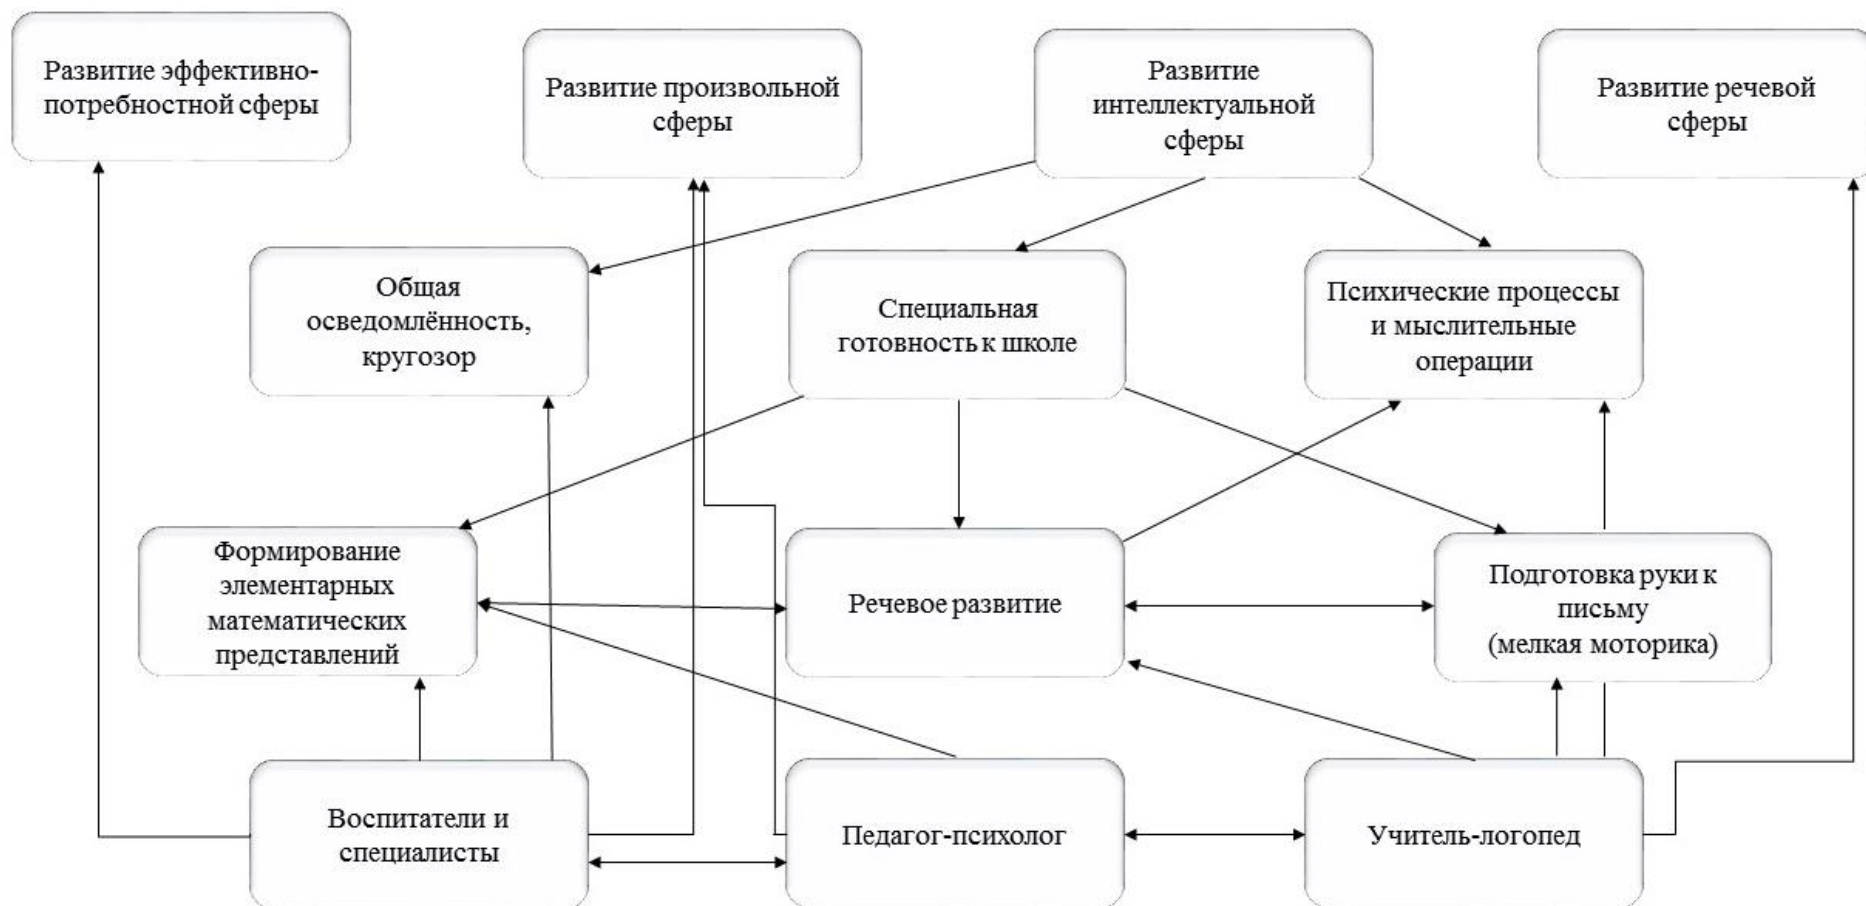 Развитие эффективно-
потребностной сферы
Развитие произвольной
сферы
Развитие
интеллектуальной
сферы
Развитие речевой
сферы
Общая
осведомлённость,
кругозор
Специальная
готовность к школе
Психические процессы
и мыслительные
операции
Формирование
элементарных
математических
представлений
Речевое развитие
Подготовка руки к
письму
(мелкая моторика)
Воспитатели и
специалисты
Педагог-психолог
Учитель-логопед